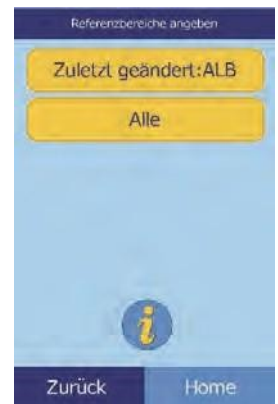 Referenzbereiche angeben
Zuletzt geändert:ALB
Alle
i
Zurück Home